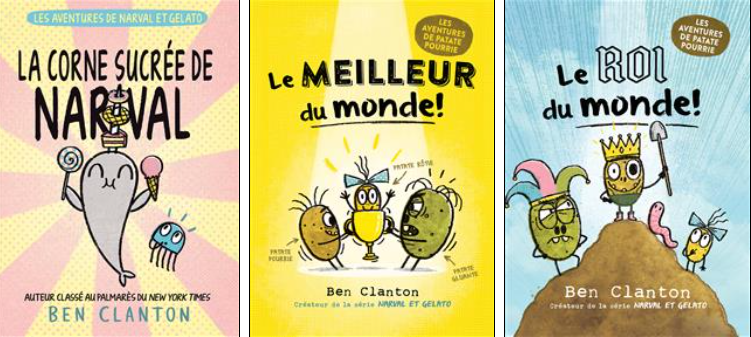 LES AVENTURES DE NARVAL ET GELATO
LA CORNE SUCRÉE DE
NARVAL
AUTEUR CLASSÉ AU PALMARÈS DU NEW YORK TIMES
BEN CLANTON
LES
AVENTURES
DE PATATE
POURRIE
Le MEILLEUR
du monde!
PATATE RÔTIE
PATATE
POURRIE
PATATE
GLUANTE
Ben Clanton
Créateur de la série NARVAL ET GELATO
LES
AVENTURES
DE PATATE
POURRIE
Le ROI
du monde!
Ben Clanton
Créateur de la série NARVAL ET GELATO